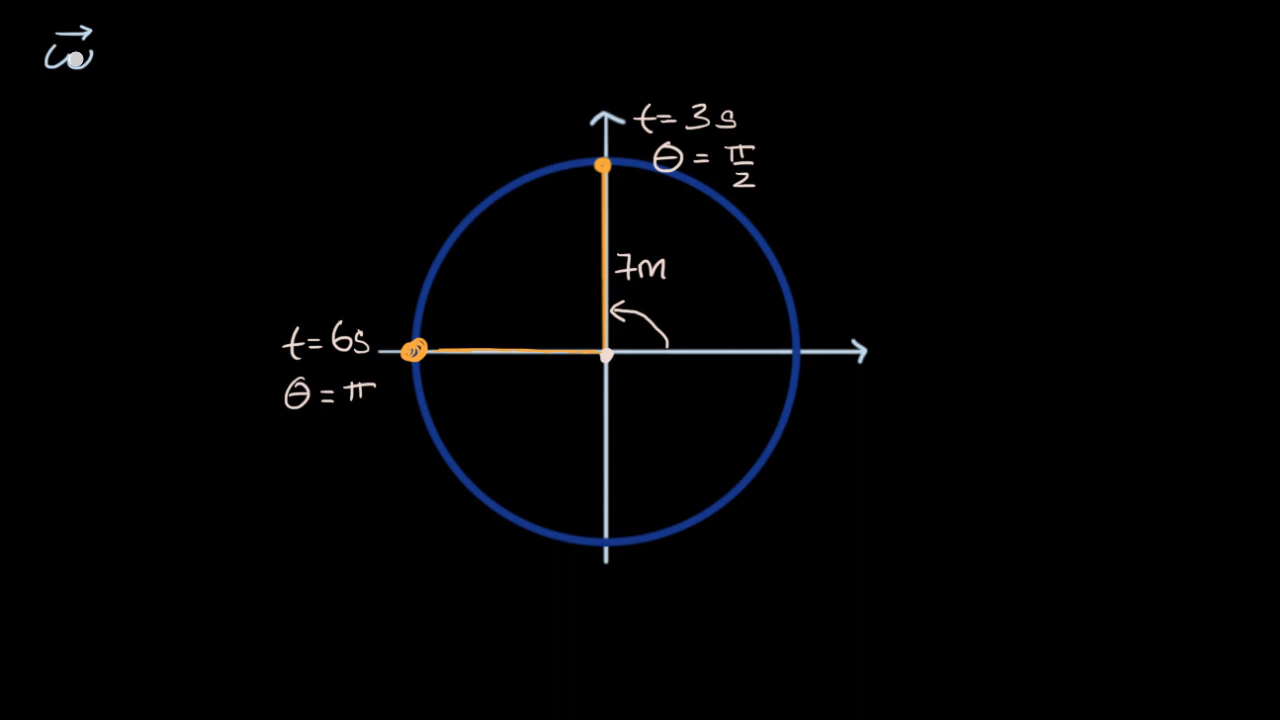 ω⃗
t = 3s
θ = π/2
7m
t = 6s
θ = π